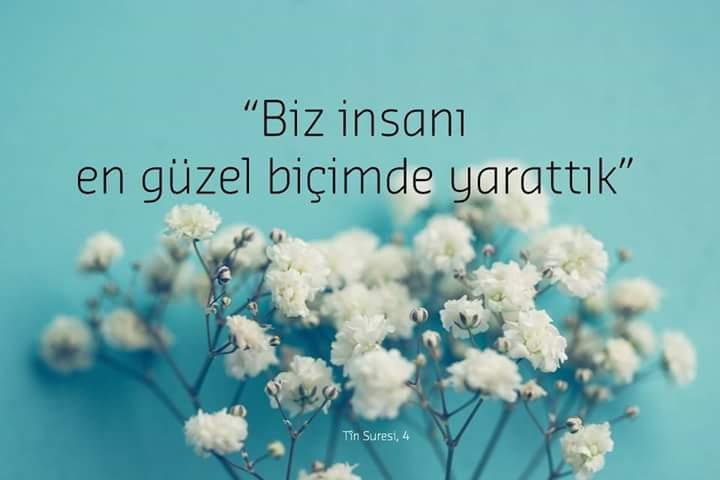 “Biz insanı
en güzel biçimde yarattık”
Tîn Suresi, 4